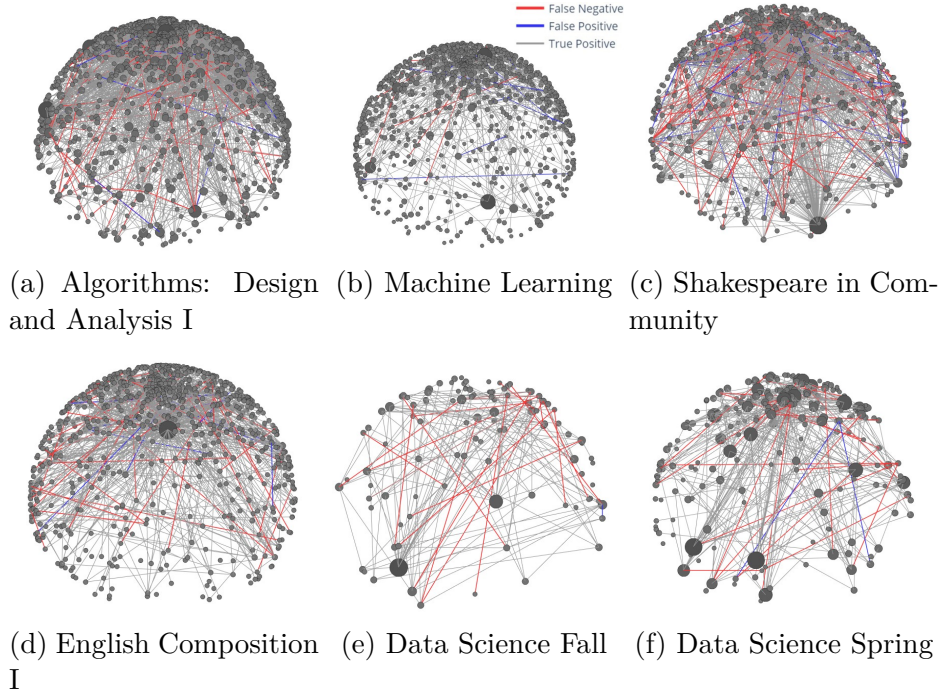 False Negative
False Positive
True Positive
(a) Algorithms: Design
and Analysis I
(b) Machine Learning
(c) Shakespeare in Com-
munity
(d) English Composition
I
(e) Data Science Fall
(f) Data Science Spring